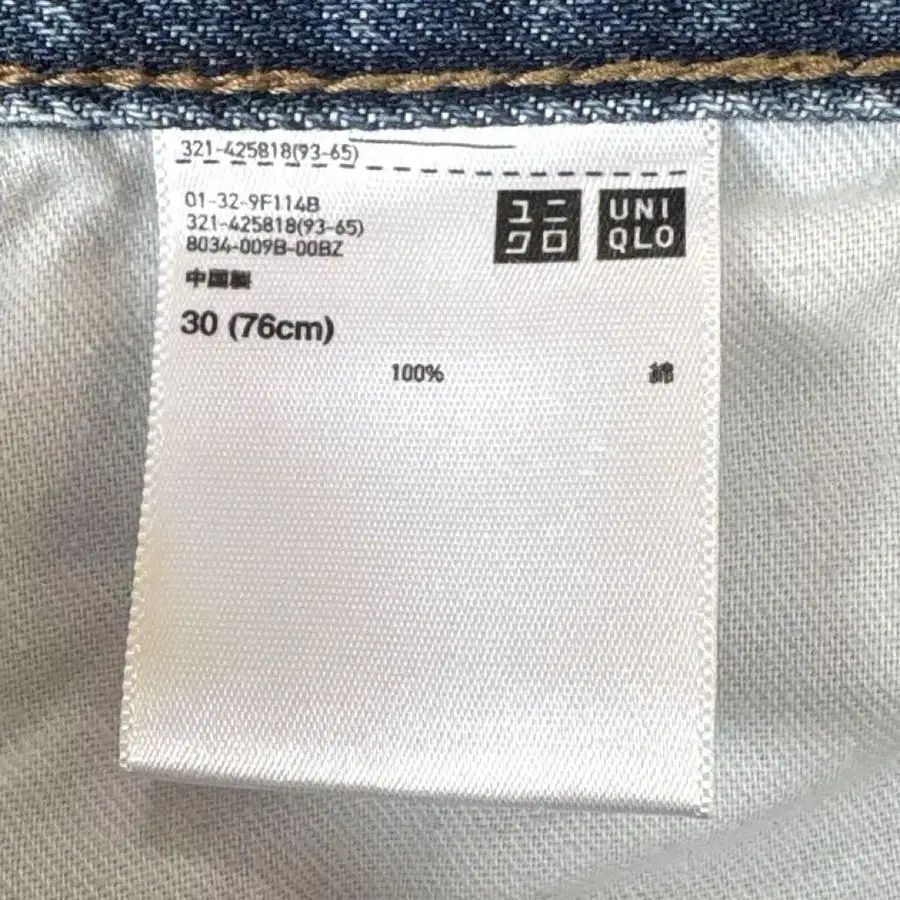 321-425818(93-65)
01-32-9F114B
321-425818(93-65)
8034-009B-00BZ
ユニ
クロ
UNI
QLO
中国製
30 (76cm)
100% 綿